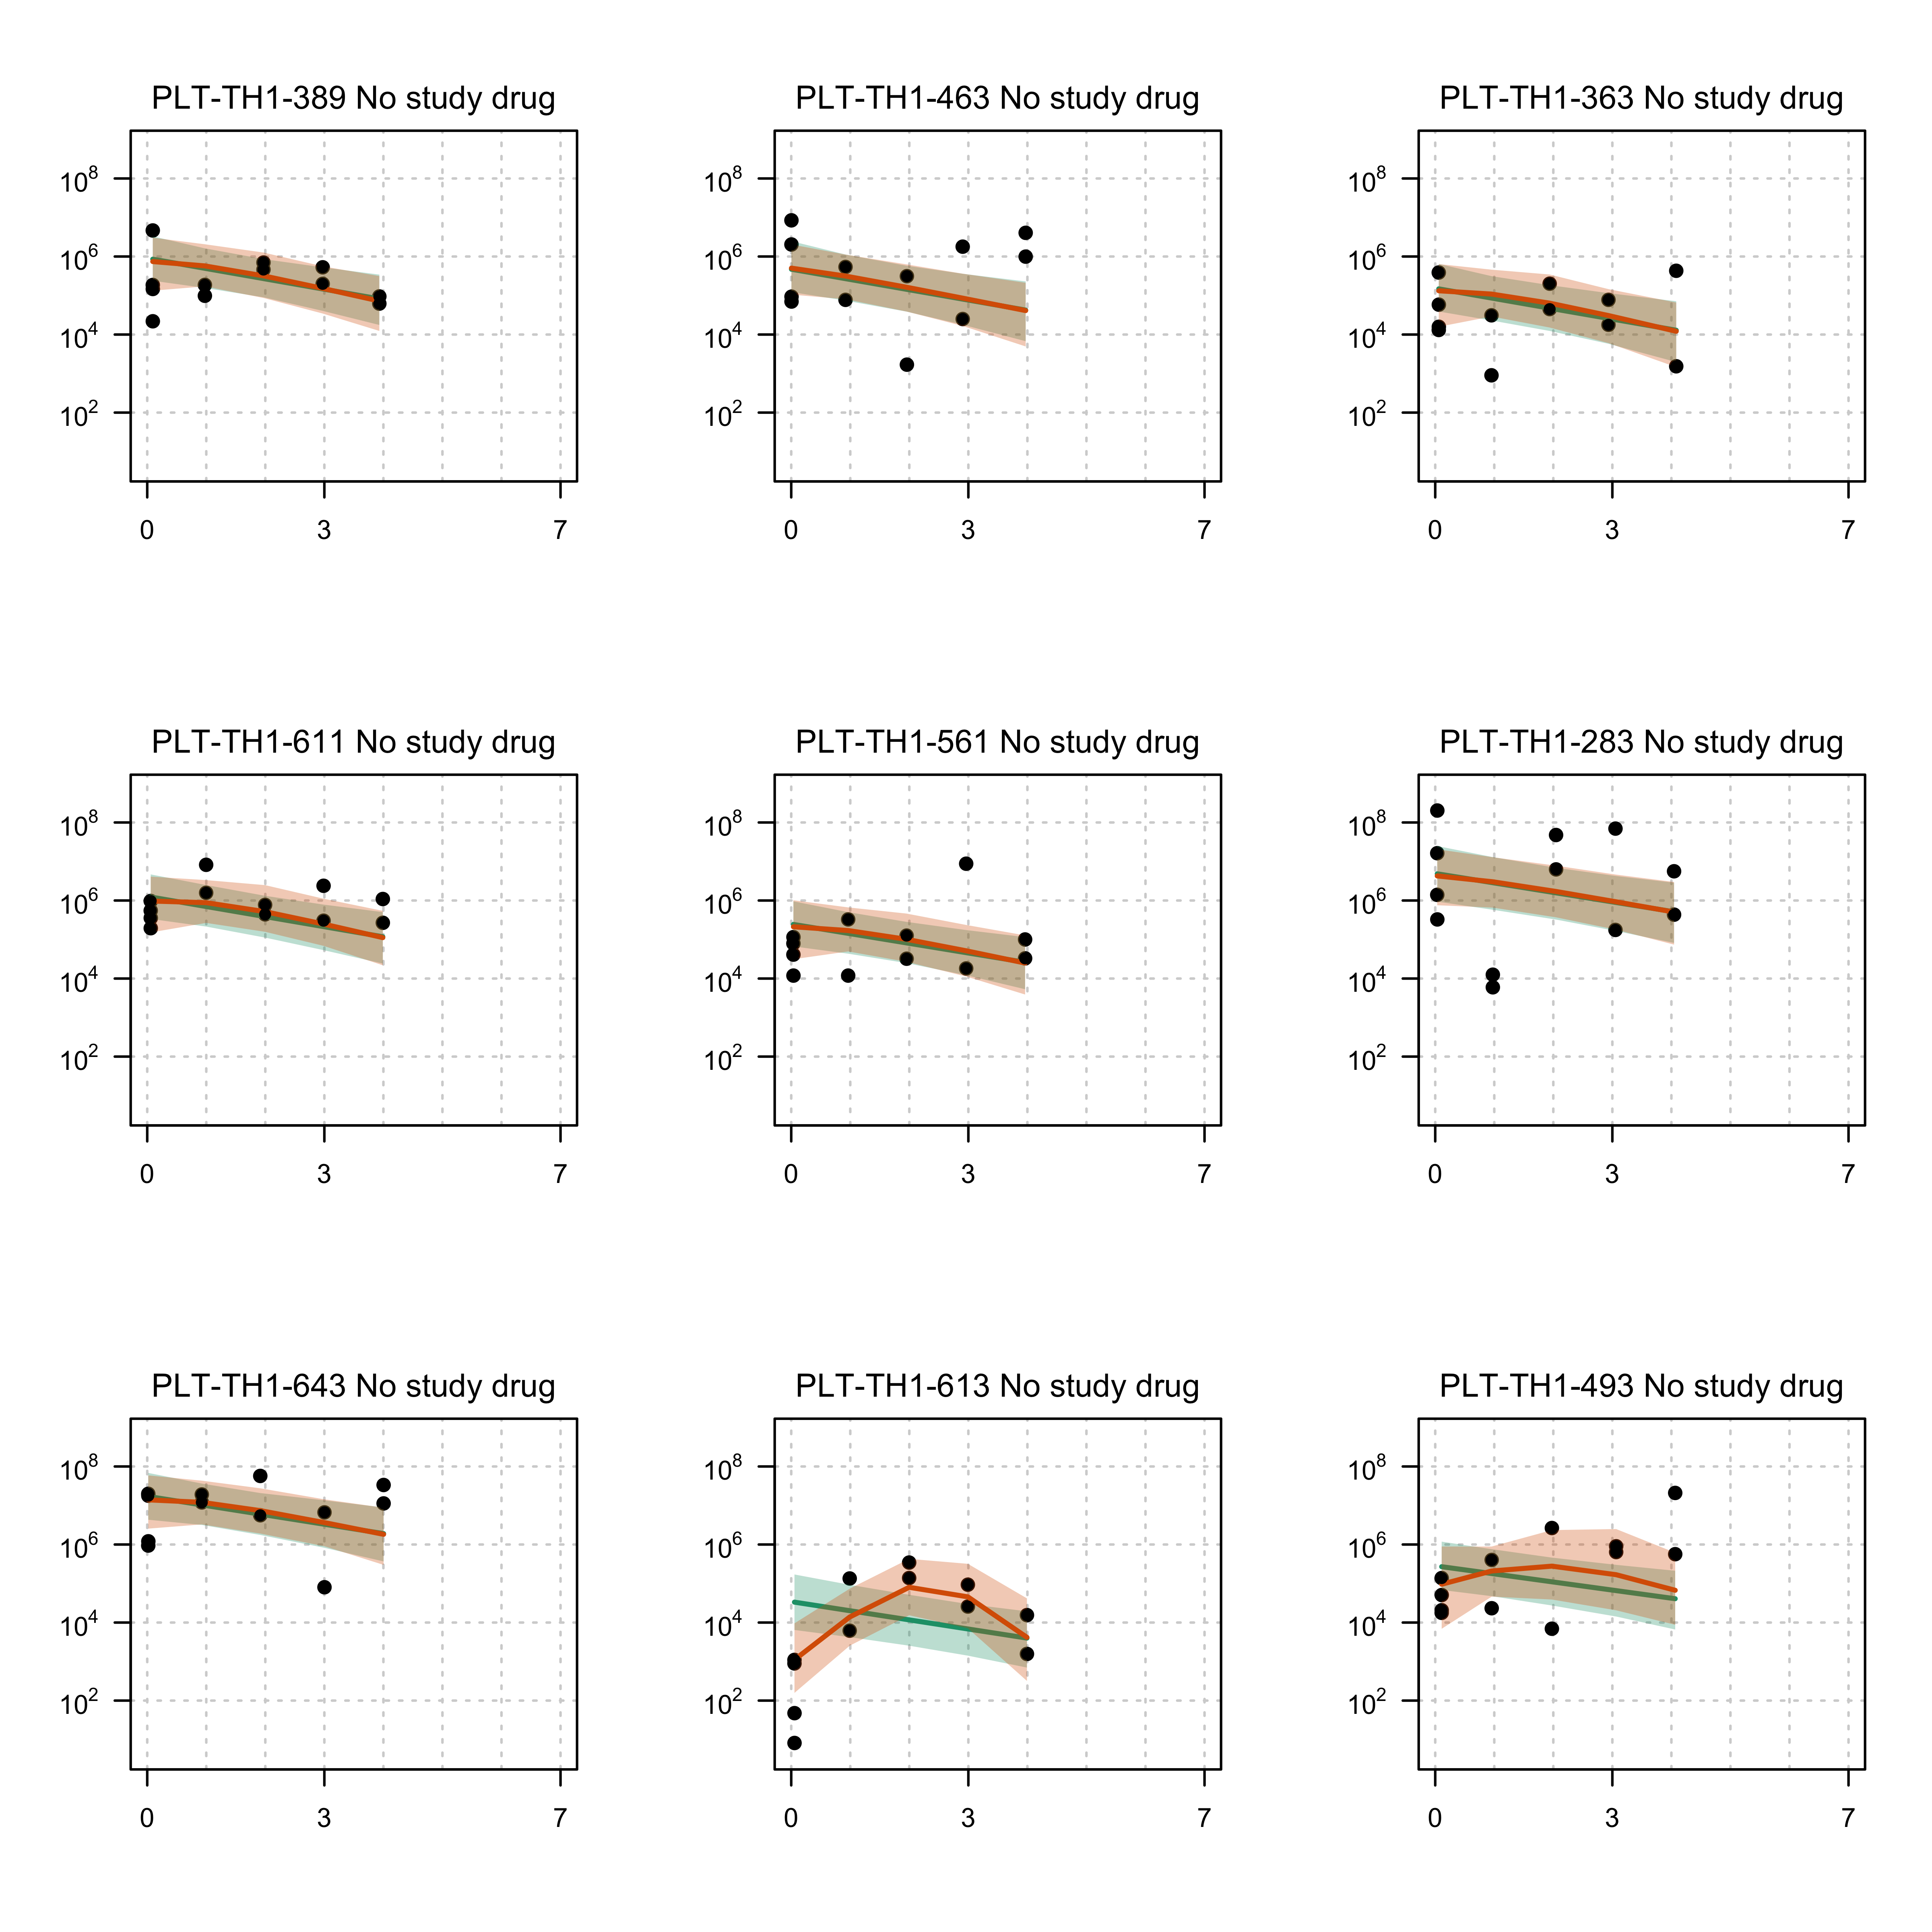 PLT-TH1-389 No study drug
PLT-TH1-463 No study drug
PLT-TH1-363 No study drug
10^8
10^6
10^4
10^2
0 3 7
10^8
10^6
10^4
10^2
0 3 7
10^8
10^6
10^4
10^2
0 3 7
PLT-TH1-611 No study drug
PLT-TH1-561 No study drug
PLT-TH1-283 No study drug
10^8
10^6
10^4
10^2
0 3 7
10^8
10^6
10^4
10^2
0 3 7
10^8
10^6
10^4
10^2
0 3 7
PLT-TH1-643 No study drug
PLT-TH1-613 No study drug
PLT-TH1-493 No study drug
10^8
10^6
10^4
10^2
0 3 7
10^8
10^6
10^4
10^2
0 3 7
10^8
10^6
10^4
10^2
0 3 7